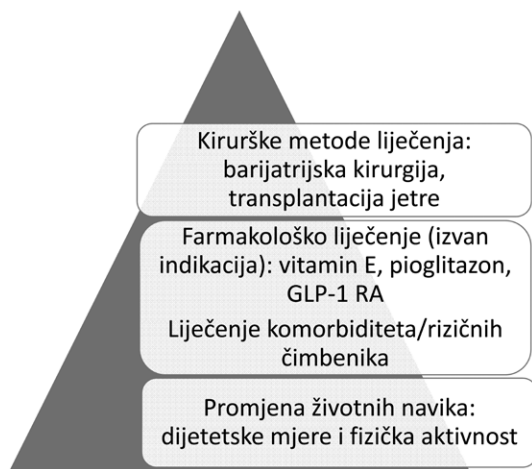 Kirurške metode liječenja:
barijatrijska kirurgija,
transplantacija jetre
Farmakološko liječenje (izvan
indikacija): vitamin E, pioglitazon,
GLP-1 RA
Liječenje komorbiditeta/rizičnih
čimbenika
Promjena životnih navika:
dijetetske mjere i fizička aktivnost